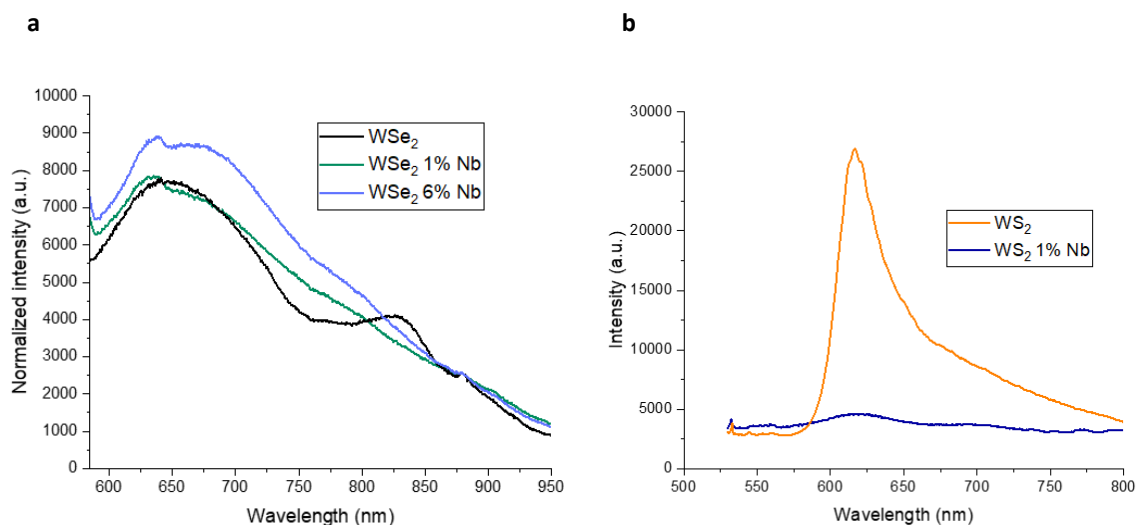 a
10000
9000
8000
7000
6000
5000
4000
3000
2000
1000
0
Normalized intensity (a.u.)
WSe₂
WSe₂ 1% Nb
WSe₂ 6% Nb
600 650 700 750 800 850 900 950
Wavelength (nm)
b
30000
25000
20000
15000
10000
5000
0
Intensity (a.u.)
WS₂
WS₂ 1% Nb
500 550 600 650 700 750 800
Wavelength (nm)